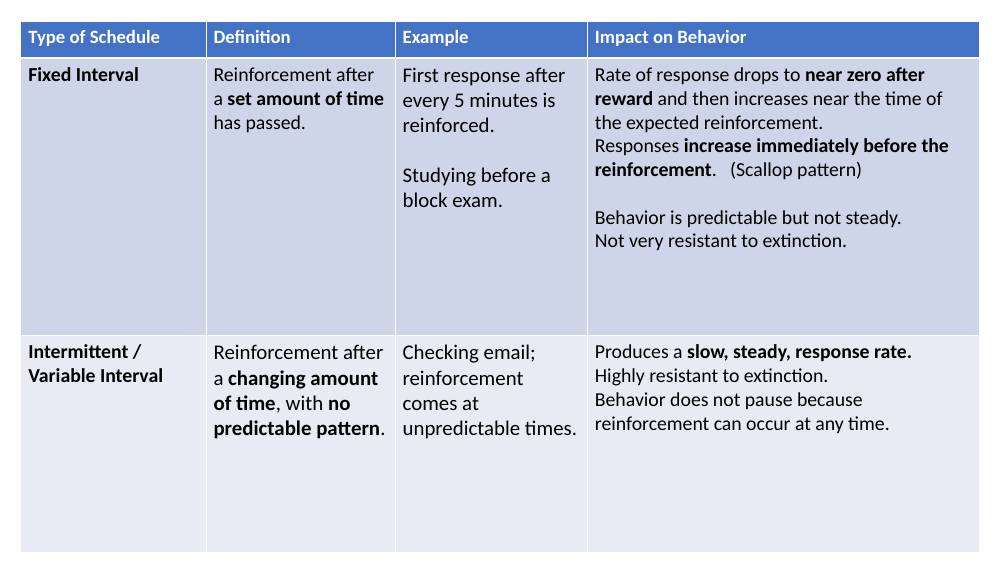 Type of Schedule
Definition
Example
Impact on Behavior
Fixed Interval
Reinforcement after
a set amount of time
has passed.
First response after
every 5 minutes is
reinforced.
Studying before a
block exam.
Rate of response drops to near zero after
reward and then increases near the time of
the expected reinforcement.
Responses increase immediately before the
reinforcement.   (Scallop pattern)
Behavior is predictable but not steady.
Not very resistant to extinction.
Intermittent /
Variable Interval
Reinforcement after
a changing amount
of time, with no
predictable pattern.
Checking email;
reinforcement
comes at
unpredictable times.
Produces a slow, steady, response rate.
Highly resistant to extinction.
Behavior does not pause because
reinforcement can occur at any time.